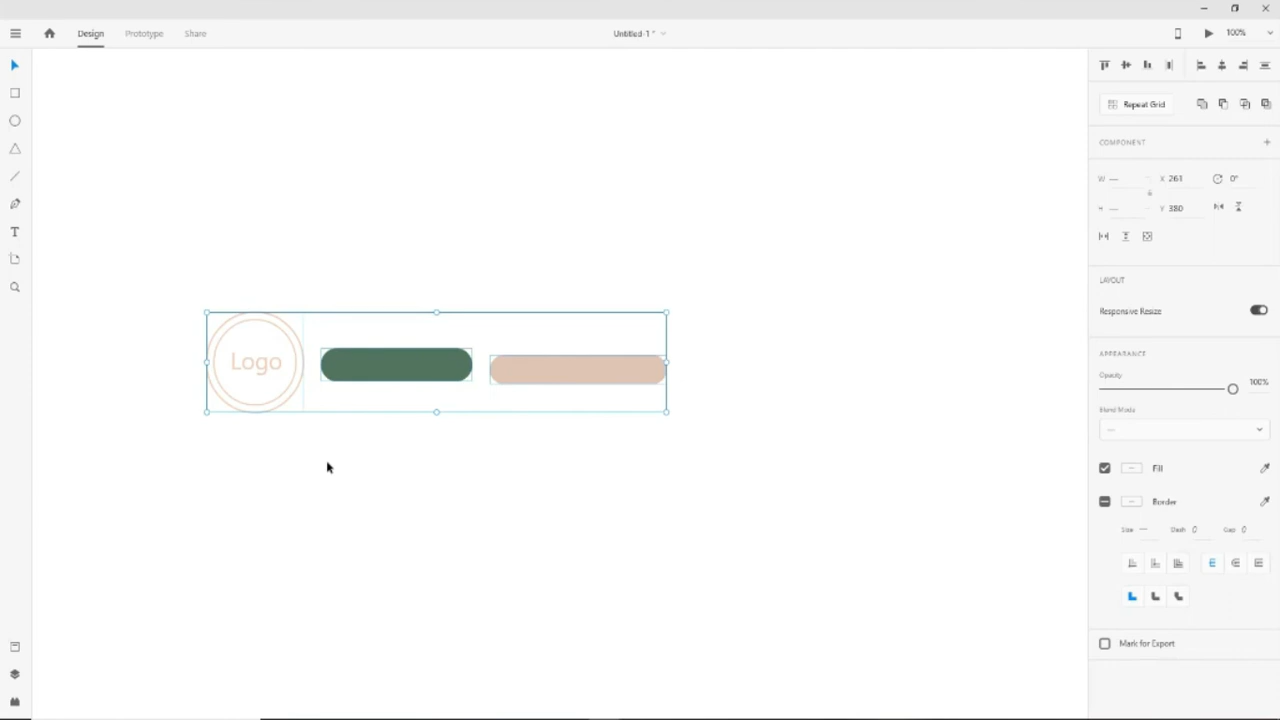 Design
Prototype
Share
Untitled-1 *
100%
Repeat Grid
COMPONENT
W —
X 261
0°
H —
Y 380
LAYOUT
Responsive Resize
APPEARANCE
Opacity
100%
Blend Mode
—
Fill
Border
Size —
Dash 0
Gap 0
Mark for Export
Logo